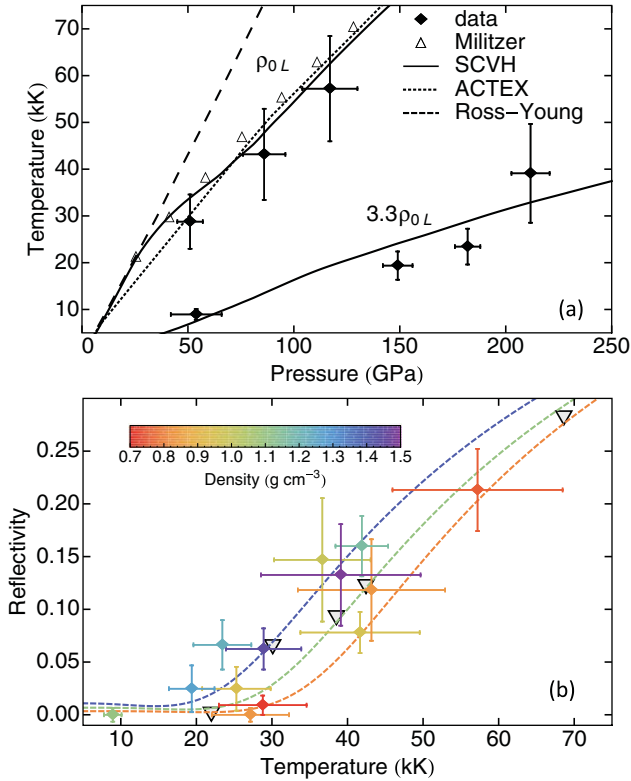 data
Militzer
SCVH
ACTEX
Ross−Young
ρ0 L
3.3ρ0 L
(a)
Temperature (kK)
70
60
50
40
30
20
10
0 50 100 150 200 250
Pressure (GPa)
0.7 0.8 0.9 1.0 1.1 1.2 1.3 1.4 1.5
Density (g cm−3)
(b)
Reflectivity
0.25
0.20
0.15
0.10
0.05
0.00
10 20 30 40 50 60 70
Temperature (kK)